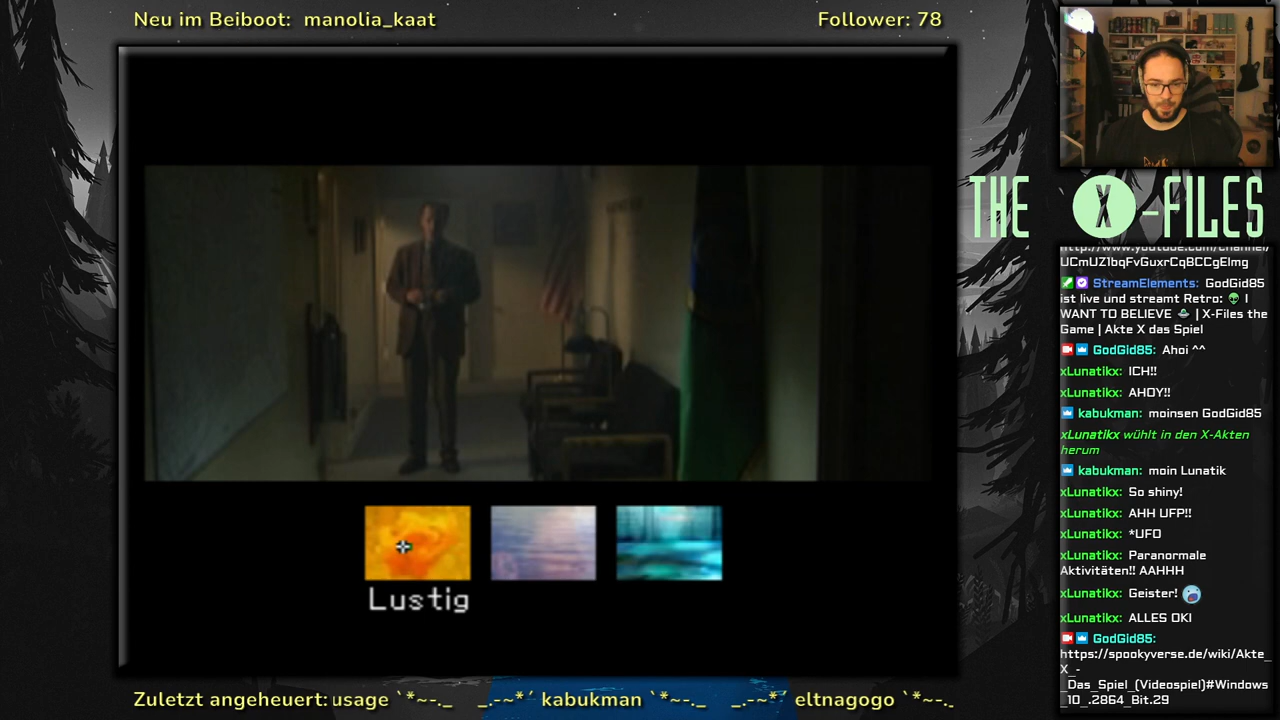 Neu im Beiboot: manolia_kaat
Follower: 78
THE X-FILES
http://www.youtube.com/channel/
UCmUZ1bqFvGuxrCqBCCgElmg
StreamElements: GodGid85
ist live und streamt Retro: 👽 I
WANT TO BELIEVE 🛸 | X-Files the
Game | Akte X das Spiel
GodGid85: Ahoi ^^
xLunatikx: ICH!!
xLunatikx: AHOY!!
kabukman: moinsen GodGid85
xLunatikx wühlt in den X-Akten
herum
kabukman: moin Lunatik
xLunatikx: So shiny!
xLunatikx: AHH UFP!!
xLunatikx: *UFO
xLunatikx: Paranormale
Aktivitäten!! AAHHH
xLunatikx: Geister!
xLunatikx: ALLES OKI
GodGid85:
https://spookyverse.de/wiki/Akte_
X_-
_Das_Spiel_(Videospiel)#Windows
_10_.2864_Bit.29
Lustig
Zuletzt angeheuert: usage `*~-._ _.-~*´ kabukman `*~-._ _.-~*´ eltnagogo `*~-._